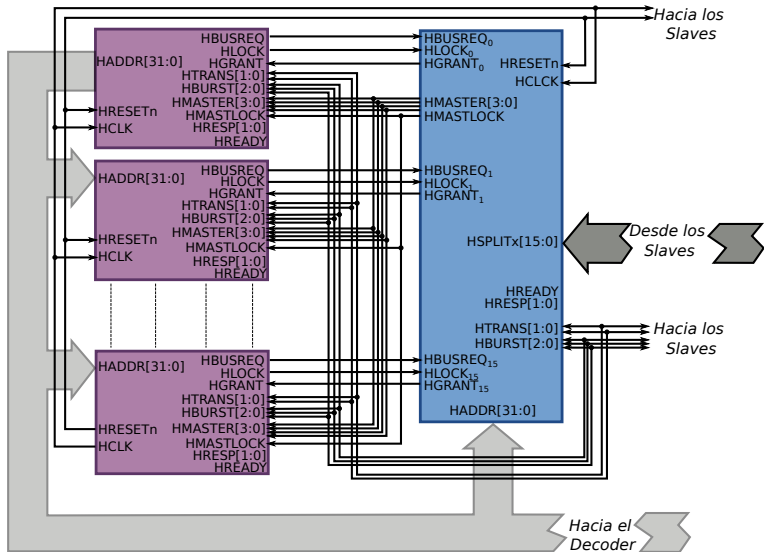 HBUSREQ
HLOCK
HADDR[31:0]
HGRANT
HTRANS[1:0]
HBURST[2:0]
HMASTER[3:0]
HRESETn
HMASTLOCK
HCLK
HRESP[1:0]
HREADY
HBUSREQ
HADDR[31:0]
HLOCK
HGRANT
HTRANS[1:0]
HBURST[2:0]
HMASTER[3:0]
HRESETn
HMASTLOCK
HCLK
HRESP[1:0]
HREADY
HBUSREQ
HADDR[31:0]
HLOCK
HGRANT
HTRANS[1:0]
HBURST[2:0]
HMASTER[3:0]
HRESETn
HMASTLOCK
HCLK
HRESP[1:0]
HREADY
HBUSREQ0
HLOCK0
HGRANT0
HRESETn
HCLCK
HMASTER[3:0]
HMASTLOCK
HBUSREQ1
HLOCK1
HGRANT1
HSPLITx[15:0]
HREADY
HRESP[1:0]
HTRANS[1:0]
HBURST[2:0]
HBUSREQ15
HLOCK15
HGRANT15
HADDR[31:0]
Hacia los
Slaves
Desde los
Slaves
Hacia los
Slaves
Hacia el
Decoder